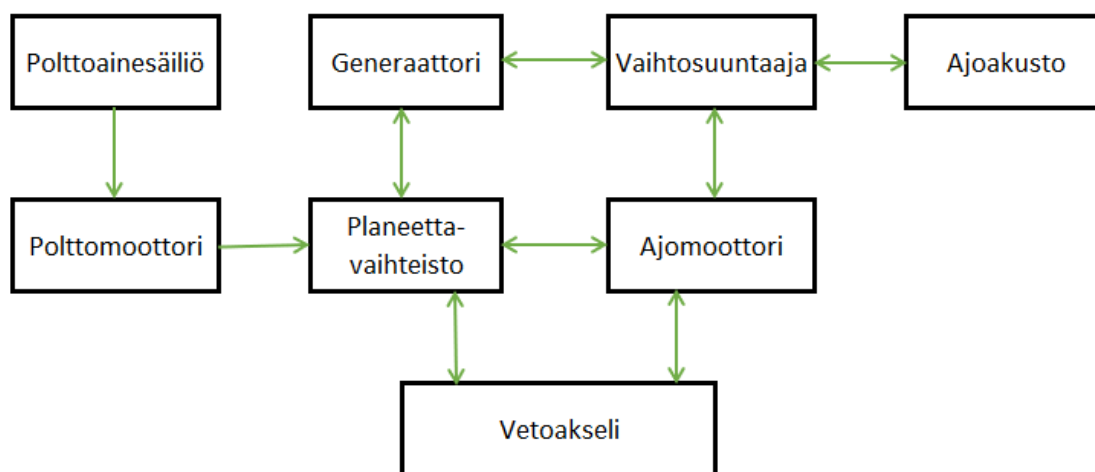 Polttoainesäiliö
Generaattori
Vaihtosuuntaaja
Ajoakusto
Polttomoottori
Planeetta-
vaihteisto
Ajomoottori
Vetoakseli